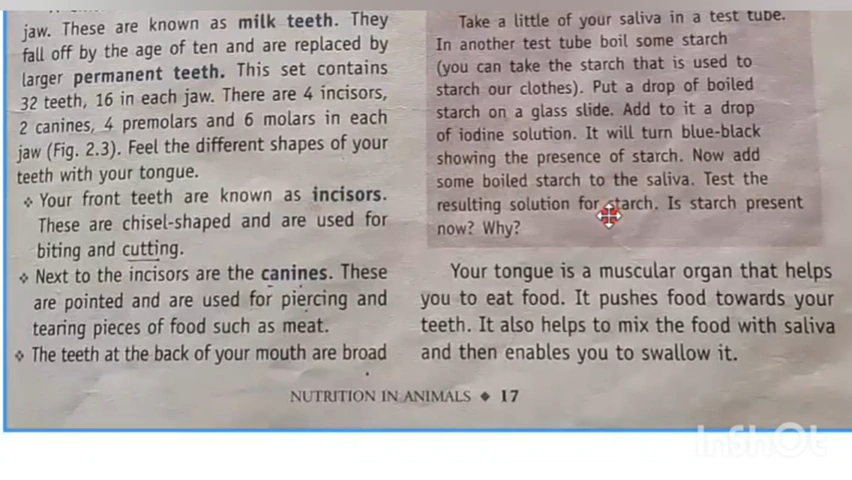 jaw. These are known as milk teeth. They
fall off by the age of ten and are replaced by
larger permanent teeth. This set contains
32 teeth, 16 in each jaw. There are 4 incisors,
2 canines, 4 premolars and 6 molars in each
jaw (Fig. 2.3). Feel the different shapes of your
teeth with your tongue.
❖ Your front teeth are known as incisors.
These are chisel-shaped and are used for
biting and cutting.
❖ Next to the incisors are the canines. These
are pointed and are used for piercing and
tearing pieces of food such as meat.
❖ The teeth at the back of your mouth are broad
Take a little of your saliva in a test tube.
In another test tube boil some starch
(you can take the starch that is used to
starch our clothes). Put a drop of boiled
starch on a glass slide. Add to it a drop
of iodine solution. It will turn blue-black
showing the presence of starch. Now add
some boiled starch to the saliva. Test the
resulting solution for starch. Is starch present
now? Why?
Your tongue is a muscular organ that helps
you to eat food. It pushes food towards your
teeth. It also helps to mix the food with saliva
and then enables you to swallow it.
NUTRITION IN ANIMALS ◆ 17
InShOt